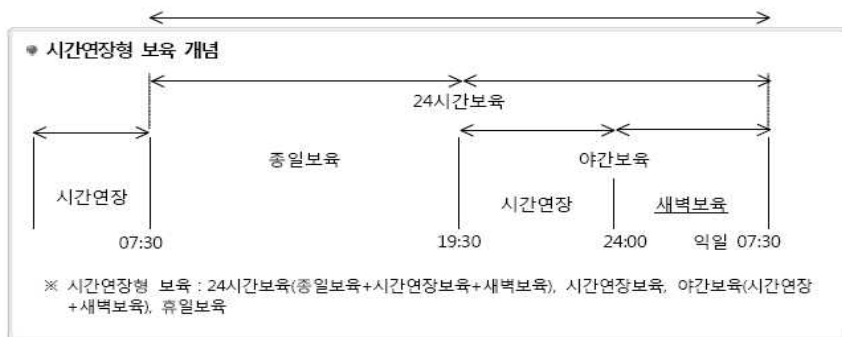 시간연장형 보육 개념
24시간보육
종일보육
야간보육
시간연장
시간연장
새벽보육
07:30
19:30
24:00
익일 07:30
※ 시간연장형 보육 : 24시간보육(종일보육+시간연장보육+새벽보육), 시간연장보육, 야간보육(시간연장
+새벽보육), 휴일보육